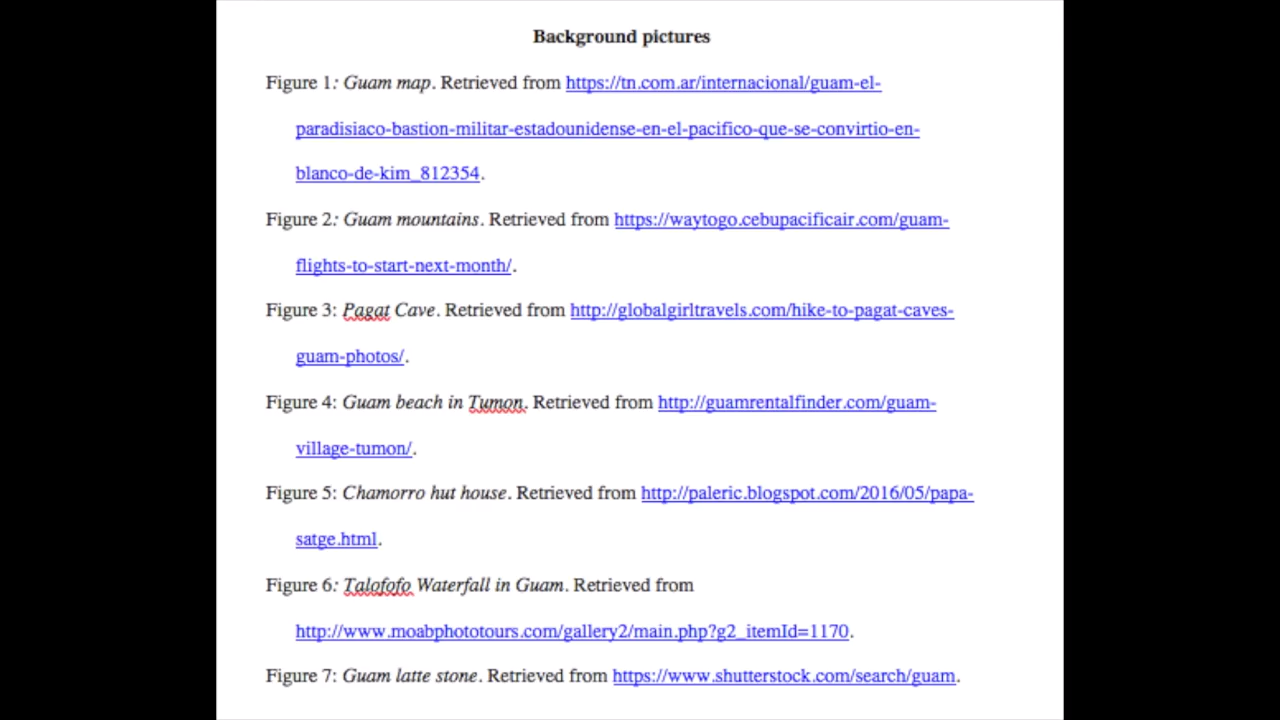 Background pictures
Figure 1: Guam map. Retrieved from https://tn.com.ar/internacional/guam-el-
paradisiaco-bastion-militar-estadounidense-en-el-pacifico-que-se-convirtio-en-
blanco-de-kim_812354.
Figure 2: Guam mountains. Retrieved from https://waytogo.cebupacificair.com/guam-
flights-to-start-next-month/.
Figure 3: Pagat Cave. Retrieved from http://globalgirltravels.com/hike-to-pagat-caves-
guam-photos/.
Figure 4: Guam beach in Tumon. Retrieved from http://guamrentalfinder.com/guam-
village-tumon/.
Figure 5: Chamorro hut house. Retrieved from http://paleric.blogspot.com/2016/05/papa-
satge.html.
Figure 6: Talofofo Waterfall in Guam. Retrieved from
http://www.moabphototours.com/gallery2/main.php?g2_itemId=1170.
Figure 7: Guam latte stone. Retrieved from https://www.shutterstock.com/search/guam.